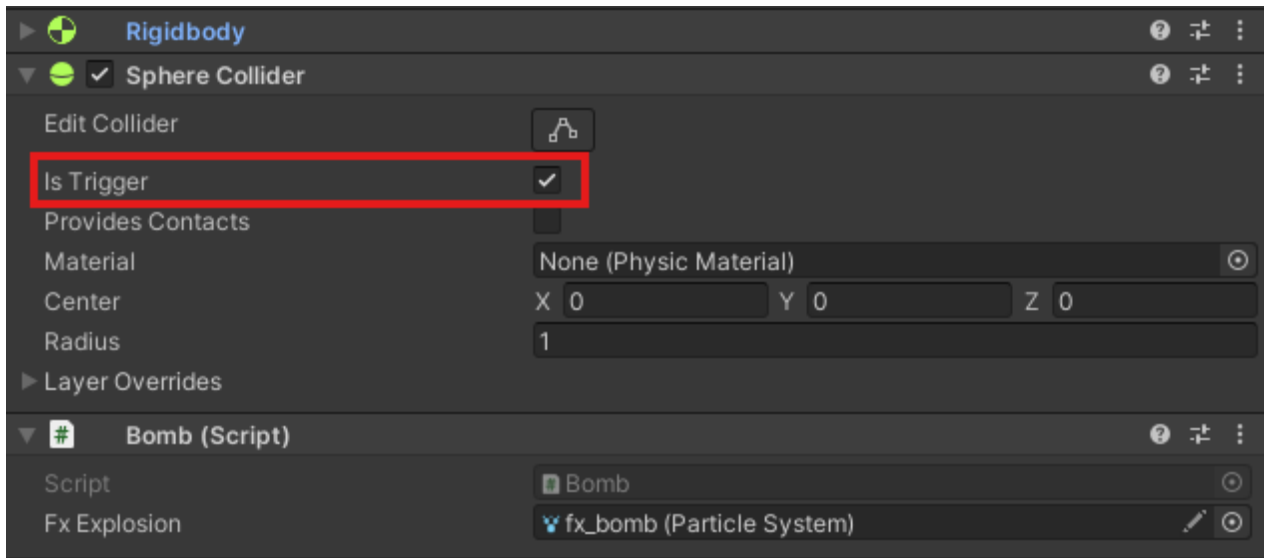 Rigidbody
Sphere Collider
Edit Collider
Is Trigger
Provides Contacts
Material None (Physic Material)
Center X 0 Y 0 Z 0
Radius 1
Layer Overrides
# Bomb (Script)
Script Bomb
Fx Explosion fx_bomb (Particle System)